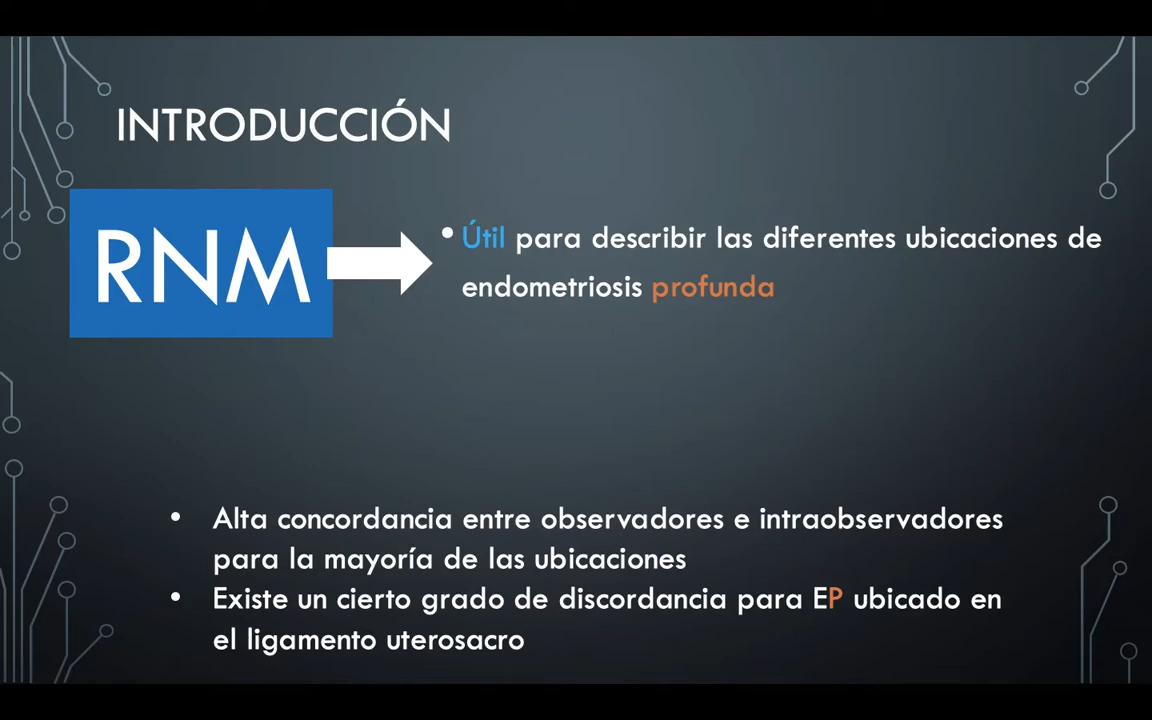 INTRODUCCIÓN
RNM
• Útil para describir las diferentes ubicaciones de
endometriosis profunda
• Alta concordancia entre observadores e intraobservadores
para la mayoría de las ubicaciones
• Existe un cierto grado de discordancia para EP ubicado en
el ligamento uterosacro